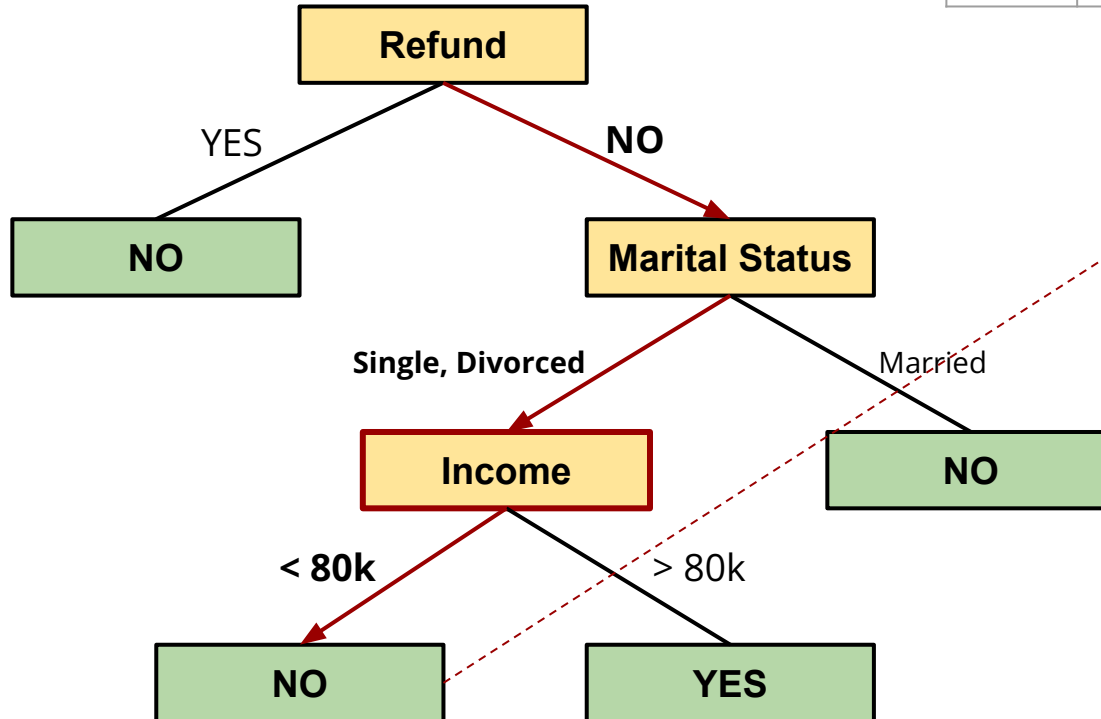 Refund
YES
NO
NO
Marital Status
Single, Divorced
Married
Income
NO
< 80k
> 80k
NO
YES